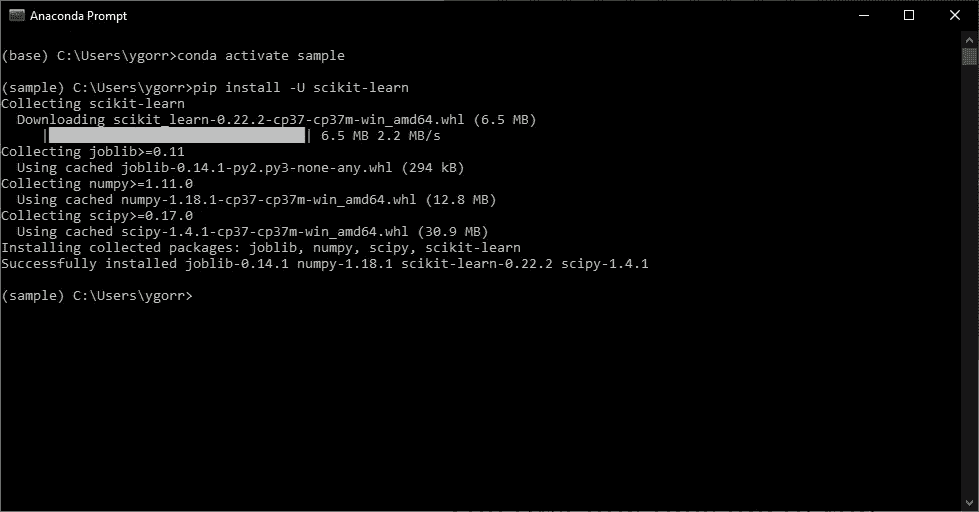 Anaconda Prompt
(base) C:\Users\ygorr>conda activate sample
(sample) C:\Users\ygorr>pip install -U scikit-learn
Collecting scikit-learn
  Downloading scikit_learn-0.22.2-cp37-cp37m-win_amd64.whl (6.5 MB)
     |████████████████████████████████| 6.5 MB 2.2 MB/s
Collecting joblib>=0.11
  Using cached joblib-0.14.1-py2.py3-none-any.whl (294 kB)
Collecting numpy>=1.11.0
  Using cached numpy-1.18.1-cp37-cp37m-win_amd64.whl (12.8 MB)
Collecting scipy>=0.17.0
  Using cached scipy-1.4.1-cp37-cp37m-win_amd64.whl (30.9 MB)
Installing collected packages: joblib, numpy, scipy, scikit-learn
Successfully installed joblib-0.14.1 numpy-1.18.1 scikit-learn-0.22.2 scipy-1.4.1
(sample) C:\Users\ygorr>